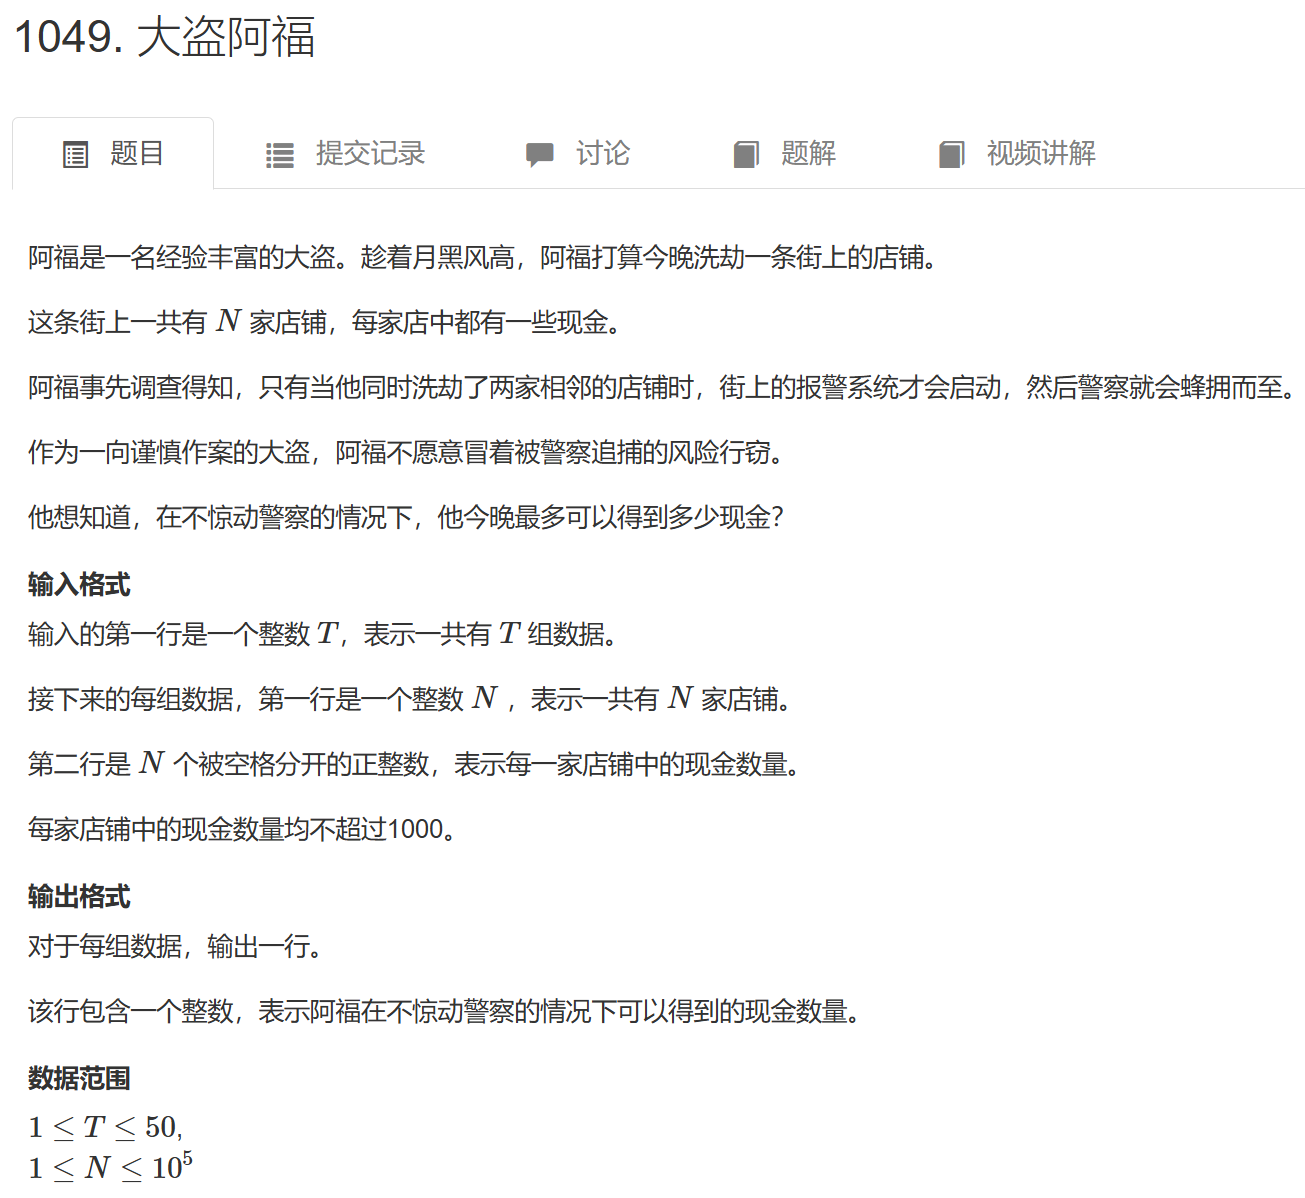 1049. 大盗阿福
题目 提交记录 讨论 题解 视频讲解
阿福是一名经验丰富的大盗。趁着月黑风高，阿福打算今晚洗劫一条街上的店铺。
这条街上一共有 N 家店铺，每家店中都有一些现金。
阿福事先调查得知，只有当他同时洗劫了两家相邻的店铺时，街上的报警系统才会启动，然后警察就会蜂拥而至。
作为一向谨慎作案的大盗，阿福不愿意冒着被警察追捕的风险行窃。
他想知道，在不惊动警察的情况下，他今晚最多可以得到多少现金？
输入格式
输入的第一行是一个整数 T，表示一共有 T 组数据。
接下来的每组数据，第一行是一个整数 N ，表示一共有 N 家店铺。
第二行是 N 个被空格分开的正整数，表示每一家店铺中的现金数量。
每家店铺中的现金数量均不超过1000。
输出格式
对于每组数据，输出一行。
该行包含一个整数，表示阿福在不惊动警察的情况下可以得到的现金数量。
数据范围
1 ≤ T ≤ 50,
1 ≤ N ≤ 10⁵